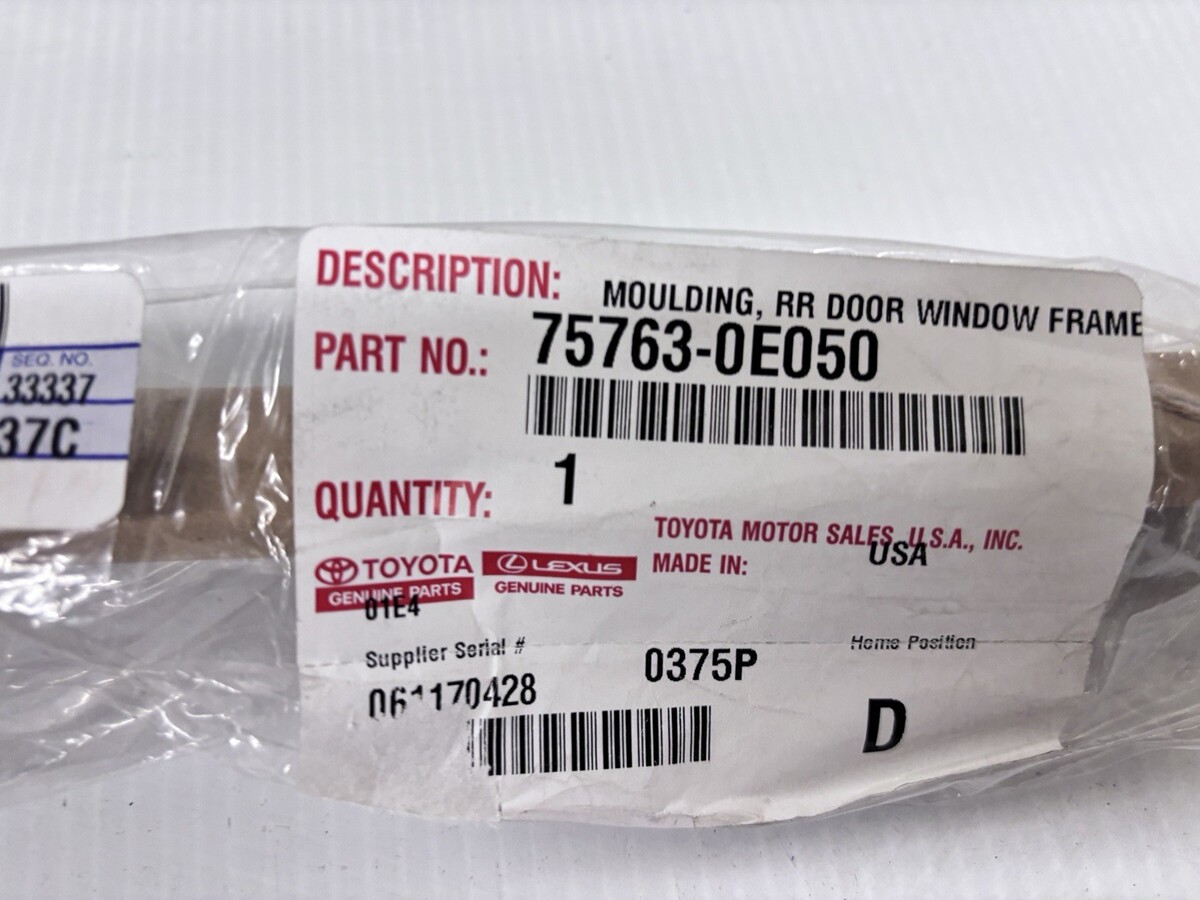 SEQ. NO.
33337
37C
DESCRIPTION: MOULDING, RR DOOR WINDOW FRAME
PART NO.: 75763-0E050
QUANTITY: 1
TOYOTA MOTOR SALES, U.S.A., INC.
MADE IN: USA
TOYOTA
GENUINE PARTS
LEXUS
GENUINE PARTS
01E4
Supplier Serial #
0375P
Home Position
D